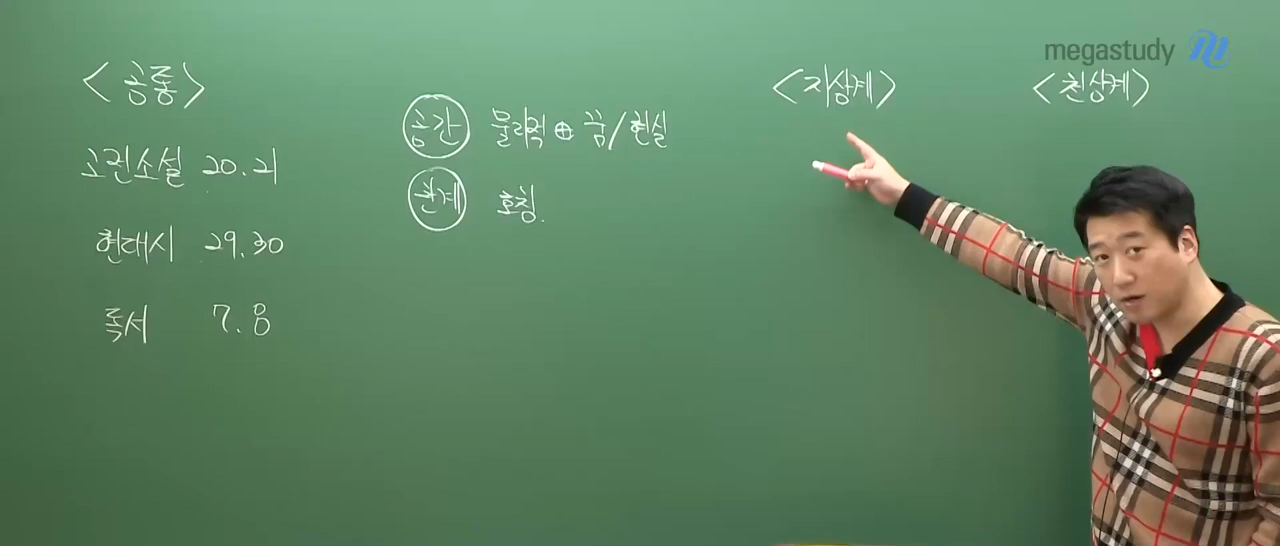 megastudy
<공통>
고전소설 20.21
현대시 29.30
독서 7.8
공간 물리적 ⊕ 꿈/현실
관계 호칭.
<지상계>
<천상계>